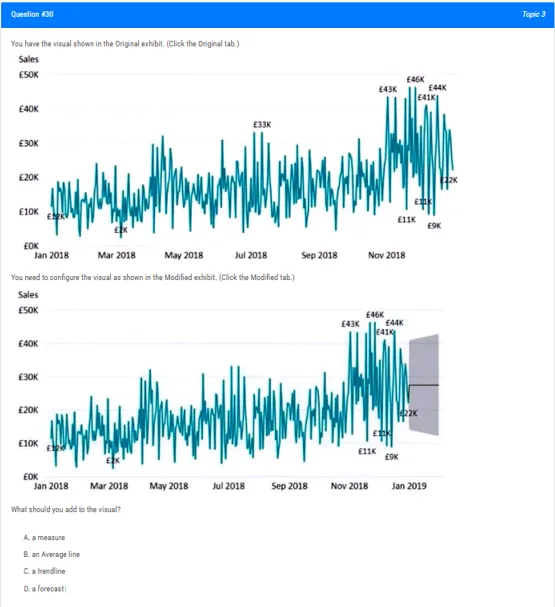 Question #30 Topic 3
You have the visual shown in the Original exhibit. (Click the Original tab.)
Sales
£50K
£46K
£43K £44K
£41K
£40K
£33K
£30K
£20K
£22K
£12K
£10K
£11K
£11K
£9K
£2K
£0K
Jan 2018 Mar 2018 May 2018 Jul 2018 Sep 2018 Nov 2018
You need to configure the visual as shown in the Modified exhibit. (Click the Modified tab.)
Sales
£50K
£46K
£43K £44K
£41K
£40K
£30K
£20K
£22K
£11K
£10K
£12K
£11K
£9K
£2K
£0K
Jan 2018 Mar 2018 May 2018 Jul 2018 Sep 2018 Nov 2018 Jan 2019
What should you add to the visual?
A. a measure
B. an Average line
C. a trendline
D. a forecast